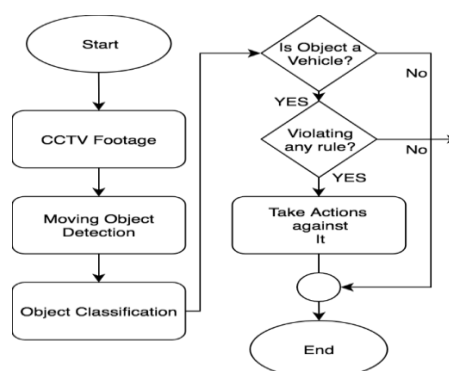 Start
CCTV Footage
Moving Object
Detection
Object Classification
Is Object a
Vehicle?
No
YES
Violating
any rule?
No
YES
Take Actions
against
It
End